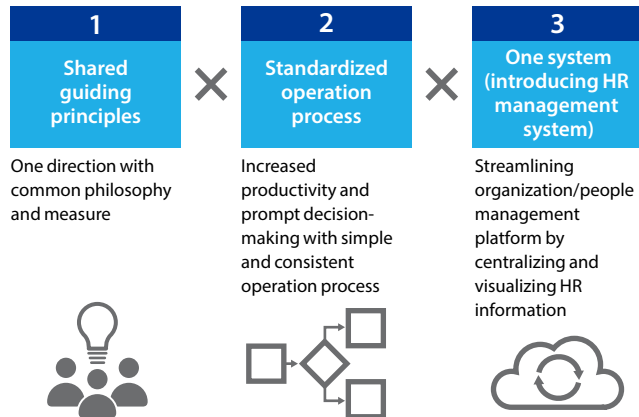 1
Shared
guiding
principles
One direction with
common philosophy
and measure
2
Standardized
operation
process
Increased
productivity and
prompt decision-
making with simple
and consistent
operation process
3
One system
(introducing HR
management
system)
Streamlining
organization/people
management
platform by
centralizing and
visualizing HR
information